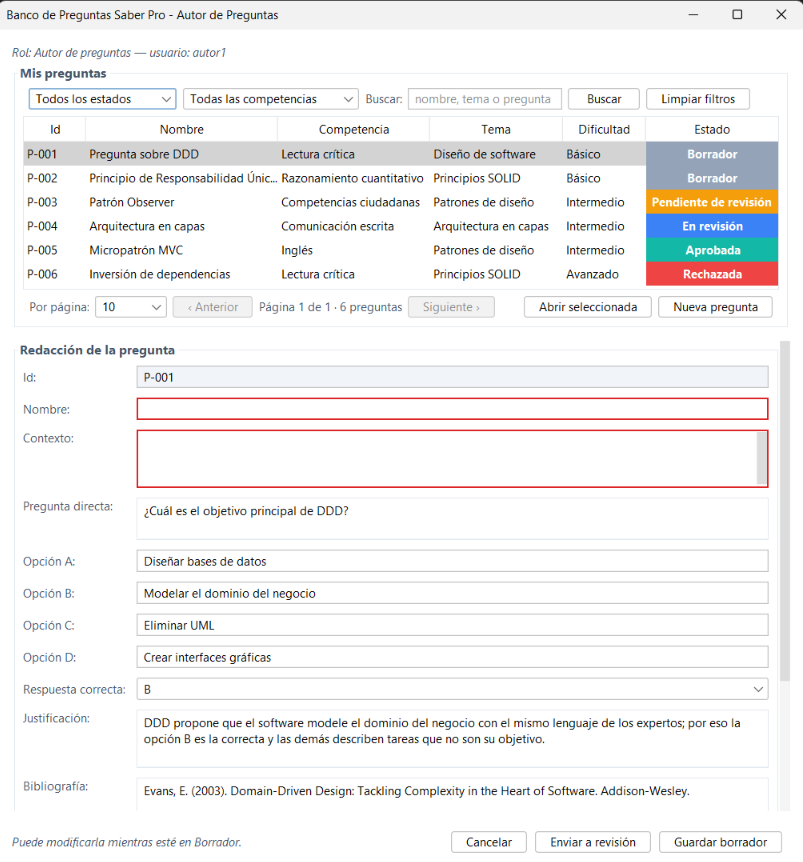 Banco de Preguntas Saber Pro - Autor de Preguntas
Rol: Autor de preguntas — usuario: autor1
Mis preguntas
Todos los estados Todas las competencias Buscar: nombre, tema o pregunta Buscar Limpiar filtros
Id Nombre Competencia Tema Dificultad Estado
P-001 Pregunta sobre DDD Lectura crítica Diseño de software Básico Borrador
P-002 Principio de Responsabilidad Únic... Razonamiento cuantitativo Principios SOLID Básico Borrador
P-003 Patrón Observer Competencias ciudadanas Patrones de diseño Intermedio Pendiente de revisión
P-004 Arquitectura en capas Comunicación escrita Arquitectura en capas Intermedio En revisión
P-005 Micropatrón MVC Inglés Patrones de diseño Intermedio Aprobada
P-006 Inversión de dependencias Lectura crítica Principios SOLID Avanzado Rechazada
Por página: 10 ‹ Anterior Página 1 de 1 · 6 preguntas Siguiente › Abrir seleccionada Nueva pregunta
Redacción de la pregunta
Id: P-001
Nombre:
Contexto:
Pregunta directa: ¿Cuál es el objetivo principal de DDD?
Opción A: Diseñar bases de datos
Opción B: Modelar el dominio del negocio
Opción C: Eliminar UML
Opción D: Crear interfaces gráficas
Respuesta correcta: B
Justificación: DDD propone que el software modele el dominio del negocio con el mismo lenguaje de los expertos; por eso la
opción B es la correcta y las demás describen tareas que no son su objetivo.
Bibliografía: Evans, E. (2003). Domain-Driven Design: Tackling Complexity in the Heart of Software. Addison-Wesley.
Puede modificarla mientras esté en Borrador. Cancelar Enviar a revisión Guardar borrador